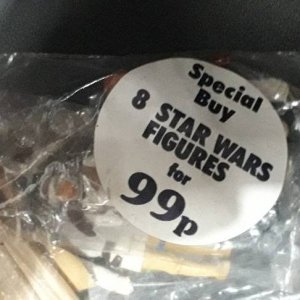 Special
Buy
8 STAR WARS
FIGURES
for
99p